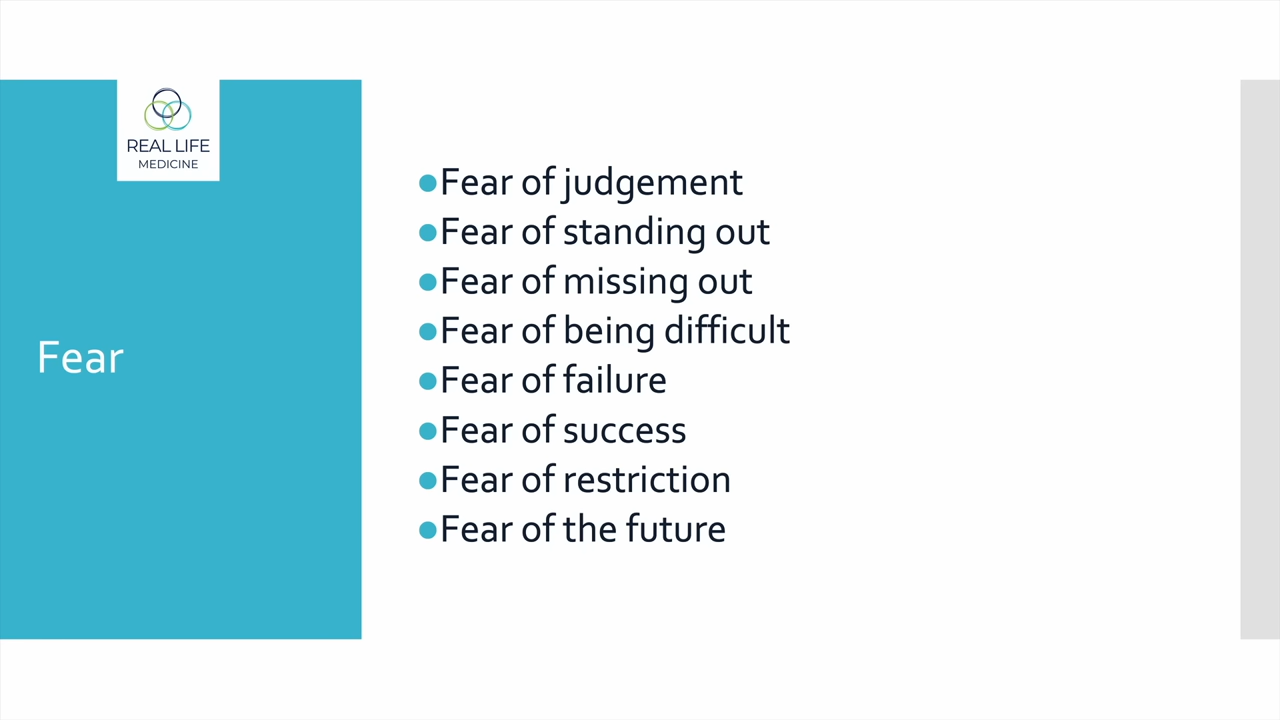 REAL LIFE
MEDICINE
Fear
Fear of judgement
Fear of standing out
Fear of missing out
Fear of being difficult
Fear of failure
Fear of success
Fear of restriction
Fear of the future